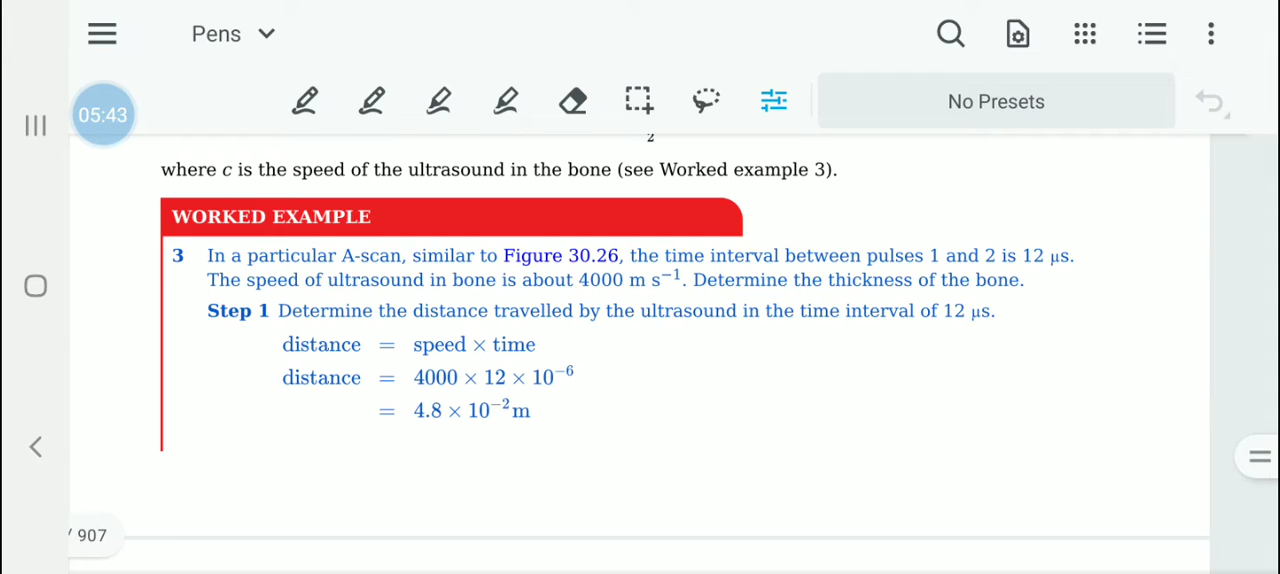 Pens
No Presets
05:43
2
where c is the speed of the ultrasound in the bone (see Worked example 3).
WORKED EXAMPLE
3 In a particular A-scan, similar to Figure 30.26, the time interval between pulses 1 and 2 is 12 μs.
The speed of ultrasound in bone is about 4000 m s⁻¹. Determine the thickness of the bone.
Step 1 Determine the distance travelled by the ultrasound in the time interval of 12 μs.
distance = speed × time
distance = 4000 × 12 × 10⁻⁶
= 4.8 × 10⁻² m
/ 907